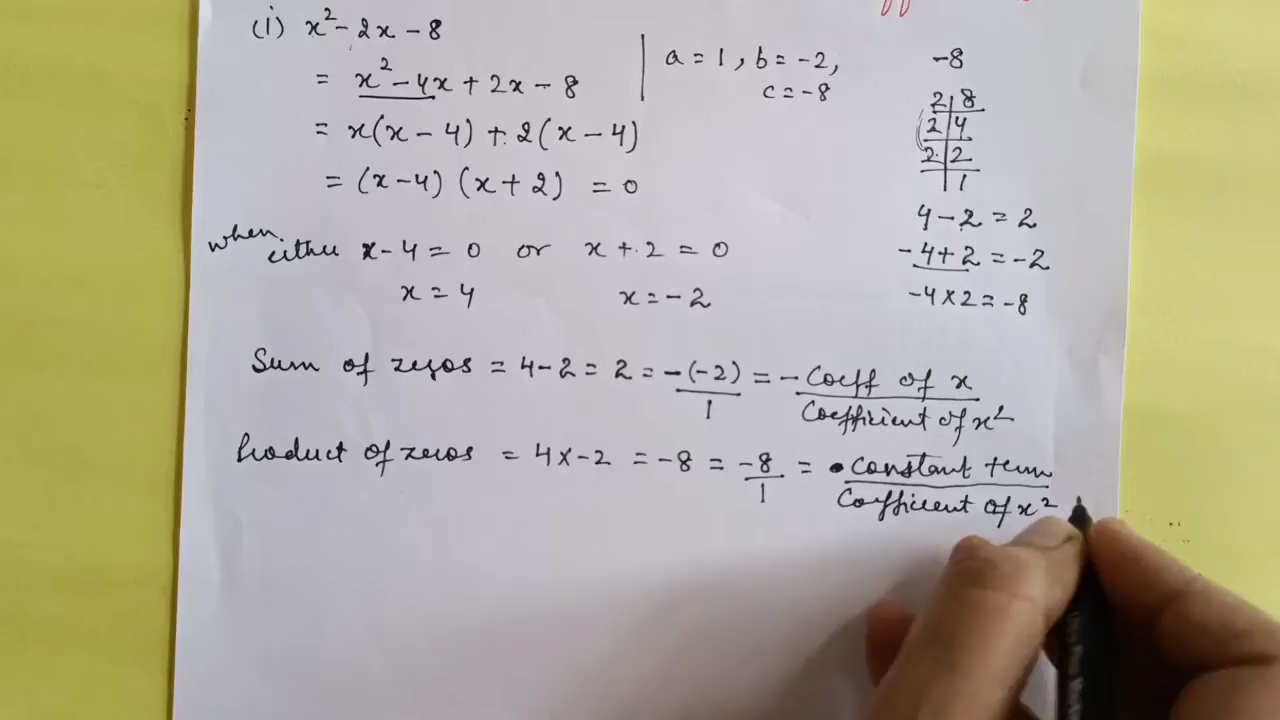 (i) x² - 2x - 8
= x² - 4x + 2x - 8
= x(x - 4) + 2(x - 4)
= (x - 4) (x + 2) = 0
when either x - 4 = 0 or x + 2 = 0
x = 4 x = -2
a = 1, b = -2,
c = -8
-8
2 | 8
2 | 4
2 | 2
| 1
4 - 2 = 2
-4 + 2 = -2
-4 × 2 = -8
Sum of zeros = 4 - 2 = 2 = -(-2)/1 = -Coeff of x/Coefficient of x²
Product of zeros = 4 × -2 = -8 = -8/1 = constant term/Coefficient of x²